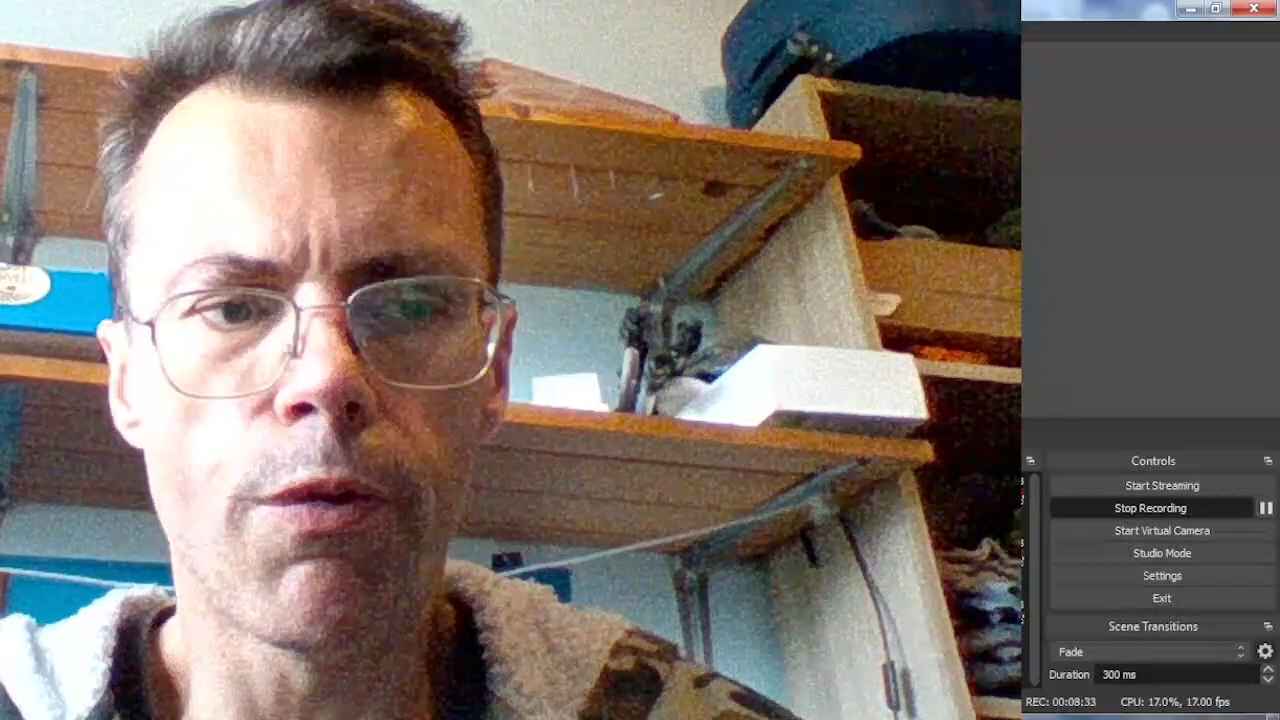 Controls
Start Streaming
Stop Recording
Start Virtual Camera
Studio Mode
Settings
Exit
Scene Transitions
Fade
Duration 300 ms
REC: 00:08:33 CPU: 17.0%, 17.00 fps